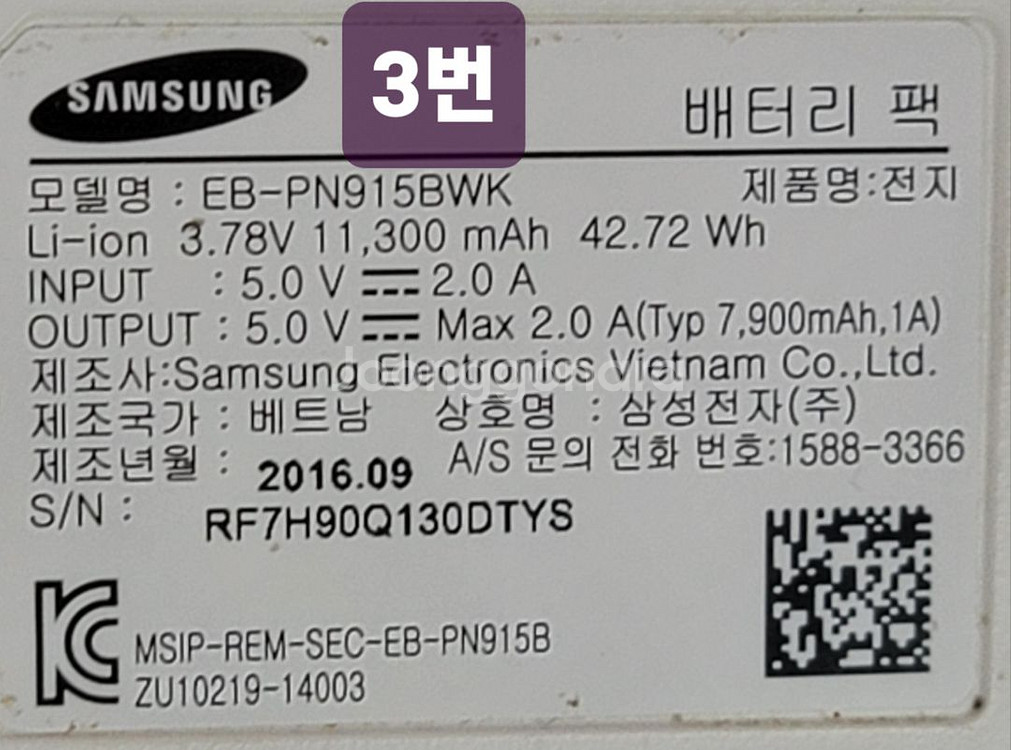 3번
SAMSUNG
배터리 팩
모델명 : EB-PN915BWK 제품명:전지
Li-ion 3.78V 11,300 mAh 42.72 Wh
INPUT : 5.0 V 2.0 A
OUTPUT : 5.0 V Max 2.0 A(Typ 7,900mAh,1A)
제조사:Samsung Electronics Vietnam Co.,Ltd.
제조국가 : 베트남 상호명 : 삼성전자(주)
제조년월 : 2016.09 A/S 문의 전화 번호:1588-3366
S/N : RF7H90Q130DTYS
MSIP-REM-SEC-EB-PN915B
ZU10219-14003